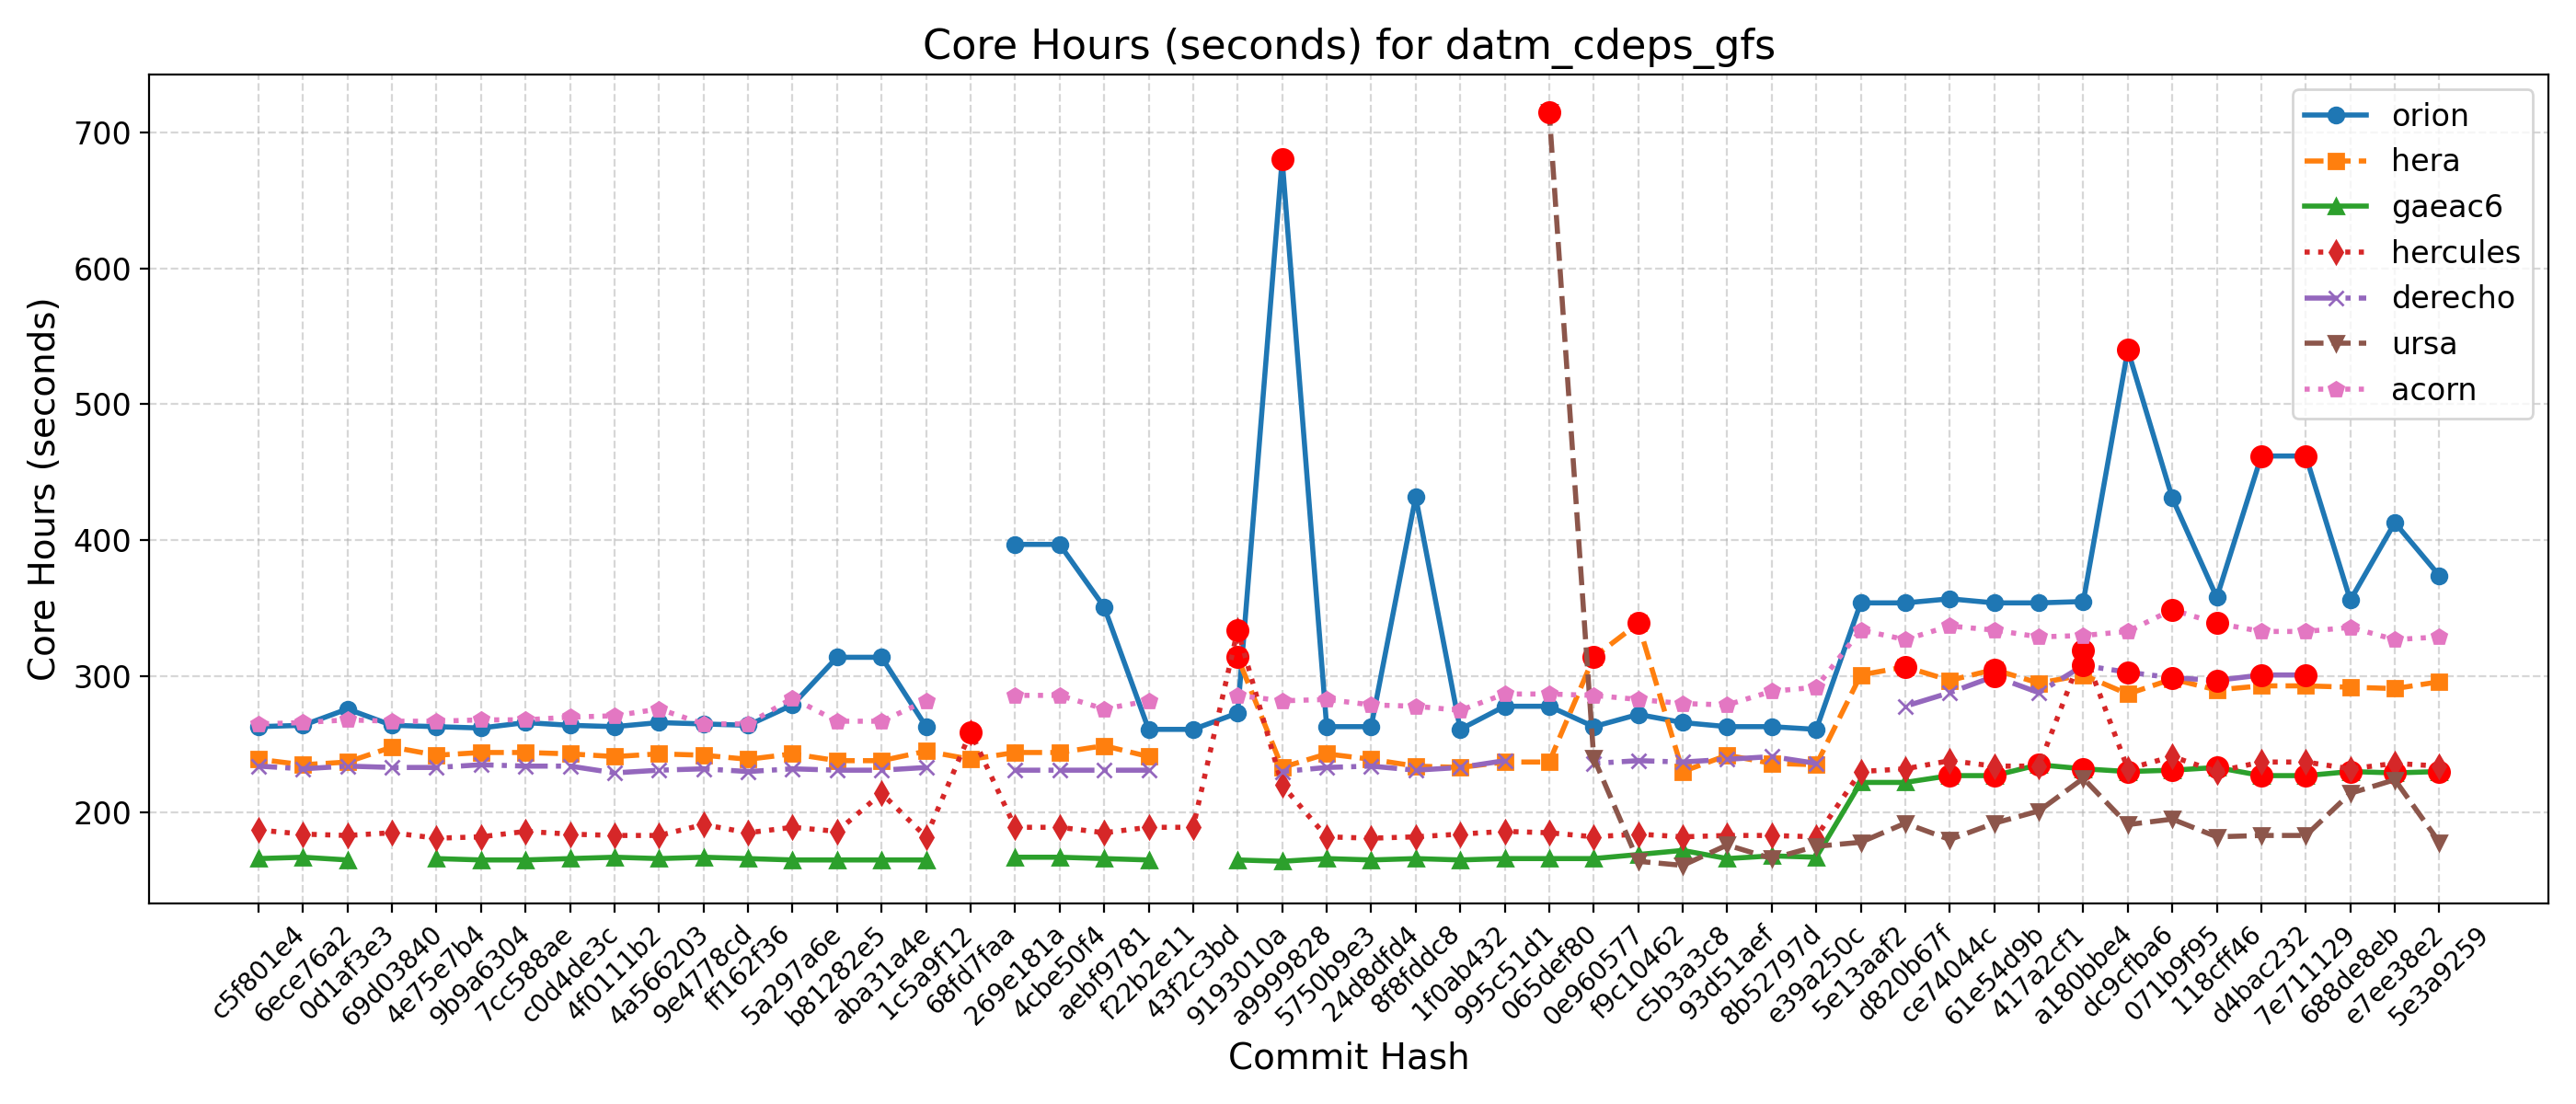 Core Hours (seconds) for datm_cdeps_gfs
Core Hours (seconds)
700
600
500
400
300
200
orion
hera
gaeac6
hercules
derecho
ursa
acorn
c5f801e4
6ece76a2
0d1af3e3
69d03840
4e75e7b4
9b9a6304
7cc588ae
c0d4de3c
4f0111b2
4a566203
9e4778cd
ff162f36
5a297a6e
b81282e5
aba31a4e
1c5a9f12
68fd7faa
269e181a
4cbe50f4
aebf9781
f22b2e11
43f2c3bd
9193010a
a9999828
5750b9e3
24d8dfd4
8f8fddc8
1f0ab432
995c51d1
065def80
0e960577
f9c10462
c5b3a3c8
93d51aef
8b52797d
e39a250c
5e13aaf2
d820b67f
ce74044c
61e54d9b
417a2cf1
a180bbe4
dc9cfba6
071b9f95
118cff46
d4bac232
7e711129
688de8eb
e7ee38e2
5e3a9259
Commit Hash